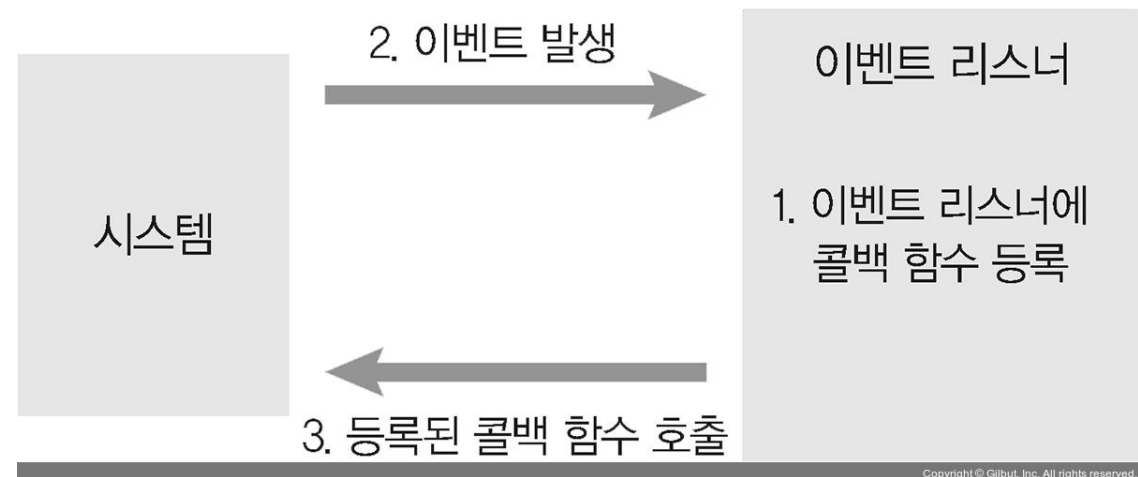 2. 이벤트 발생
이벤트 리스너
시스템
1. 이벤트 리스너에
콜백 함수 등록
3. 등록된 콜백 함수 호출
Copyright © Gilbut, Inc. All rights reserved.